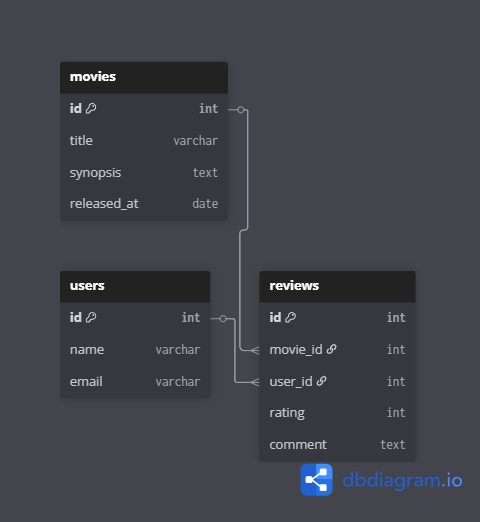 movies
id int
title varchar
synopsis text
released_at date
users
id int
name varchar
email varchar
reviews
id int
movie_id int
user_id int
rating int
comment text
dbdiagram.io